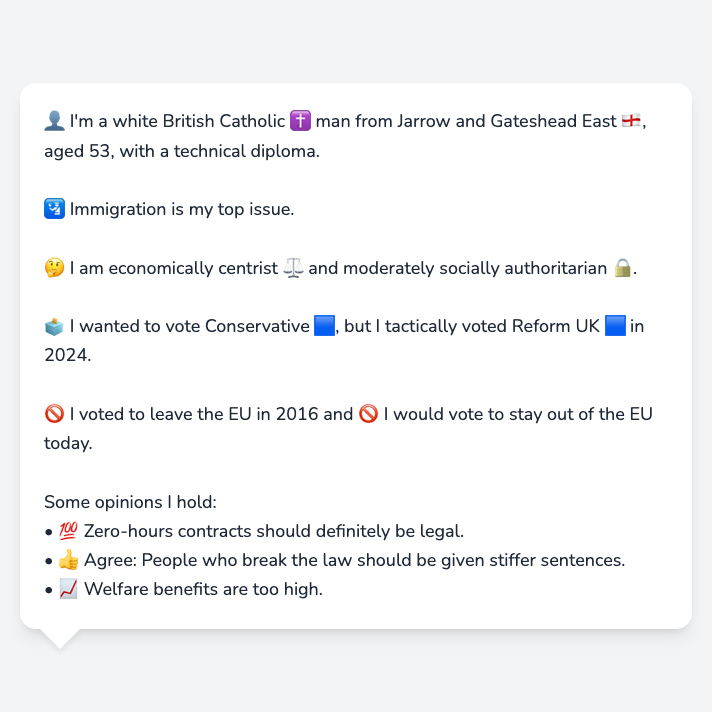 👤 I'm a white British Catholic ✝️ man from Jarrow and Gateshead East 🏴󠁧󠁢󠁥󠁮󠁧󠁿,
aged 53, with a technical diploma.
🛂 Immigration is my top issue.
🤔 I am economically centrist ⚖️ and moderately socially authoritarian 🔒.
🗳️ I wanted to vote Conservative 🟦, but I tactically voted Reform UK 🟦 in
2024.
🚫 I voted to leave the EU in 2016 and 🚫 I would vote to stay out of the EU
today.
Some opinions I hold:
• 💯 Zero-hours contracts should definitely be legal.
• 👍 Agree: People who break the law should be given stiffer sentences.
• 📈 Welfare benefits are too high.